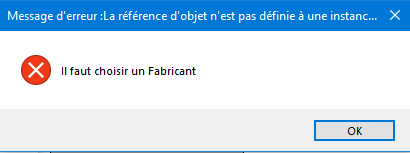 Message d'erreur :La référence d'objet n'est pas définie à une instanc...
Il faut choisir un Fabricant
OK